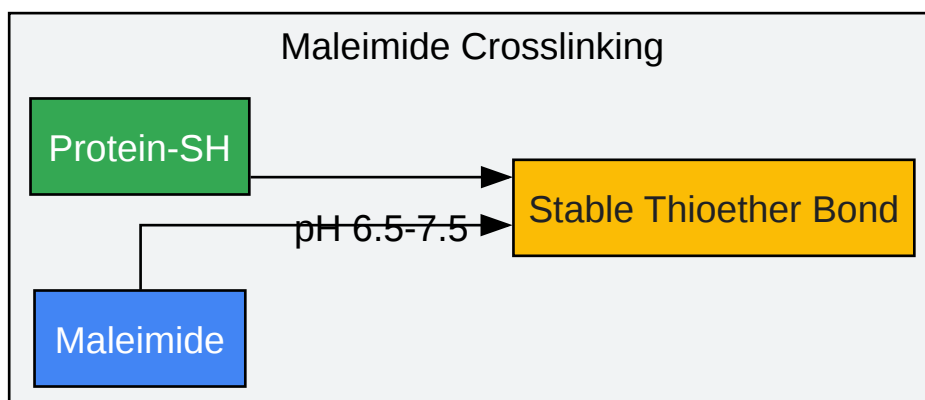 Maleimide Crosslinking
Protein-SH
Stable Thioether Bond
pH 6.5-7.5
Maleimide